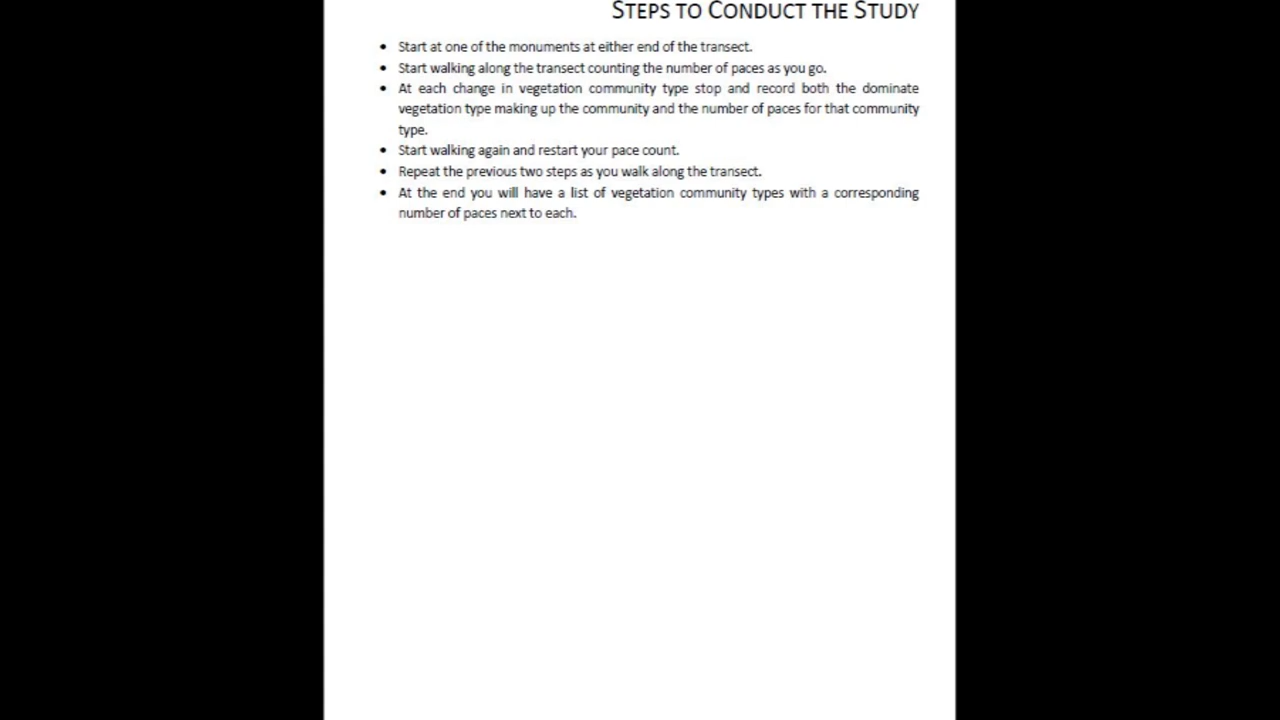 STEPS TO CONDUCT THE STUDY
• Start at one of the monuments at either end of the transect.
• Start walking along the transect counting the number of paces as you go.
• At each change in vegetation community type stop and record both the dominate
vegetation type making up the community and the number of paces for that community
type.
• Start walking again and restart your pace count.
• Repeat the previous two steps as you walk along the transect.
• At the end you will have a list of vegetation community types with a corresponding
number of paces next to each.